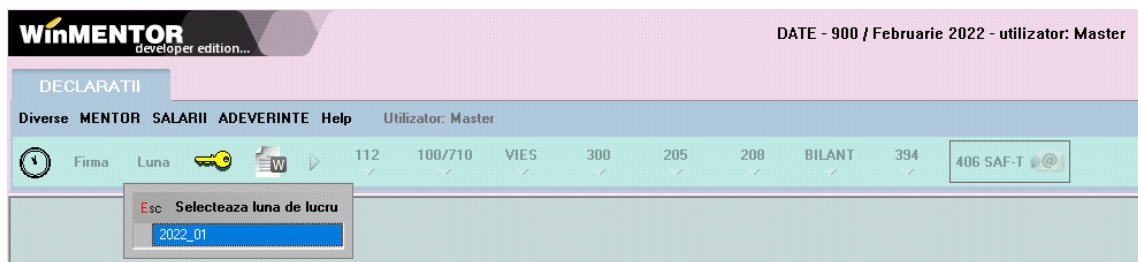 WinMENTOR
developer edition...
DATE - 900 / Februarie 2022 - utilizator: Master
DECLARATII
Diverse MENTOR SALARII ADEVERINTE Help Utilizator: Master
Firma Luna W 112 100/710 VIES 300 205 208 BILANT 394 406 SAF-T @
Esc Selecteaza luna de lucru
2022_01